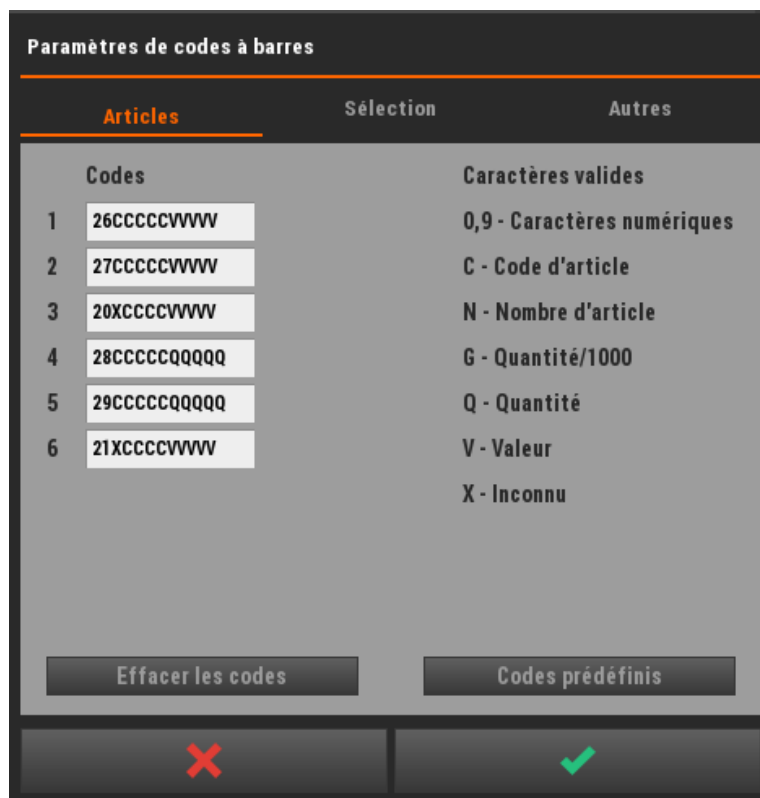 Paramètres de codes à barres
Articles Sélection Autres
Codes Caractères valides
1 26CCCCCVVVVV 0,9 - Caractères numériques
2 27CCCCCVVVVV C - Code d'article
3 20XCCCCVVVVV N - Nombre d'article
4 28CCCCCQQQQQ G - Quantité/1000
5 29CCCCCQQQQQ Q - Quantité
6 21XCCCCVVVVV V - Valeur
X - Inconnu
Effacer les codes Codes prédéfinis